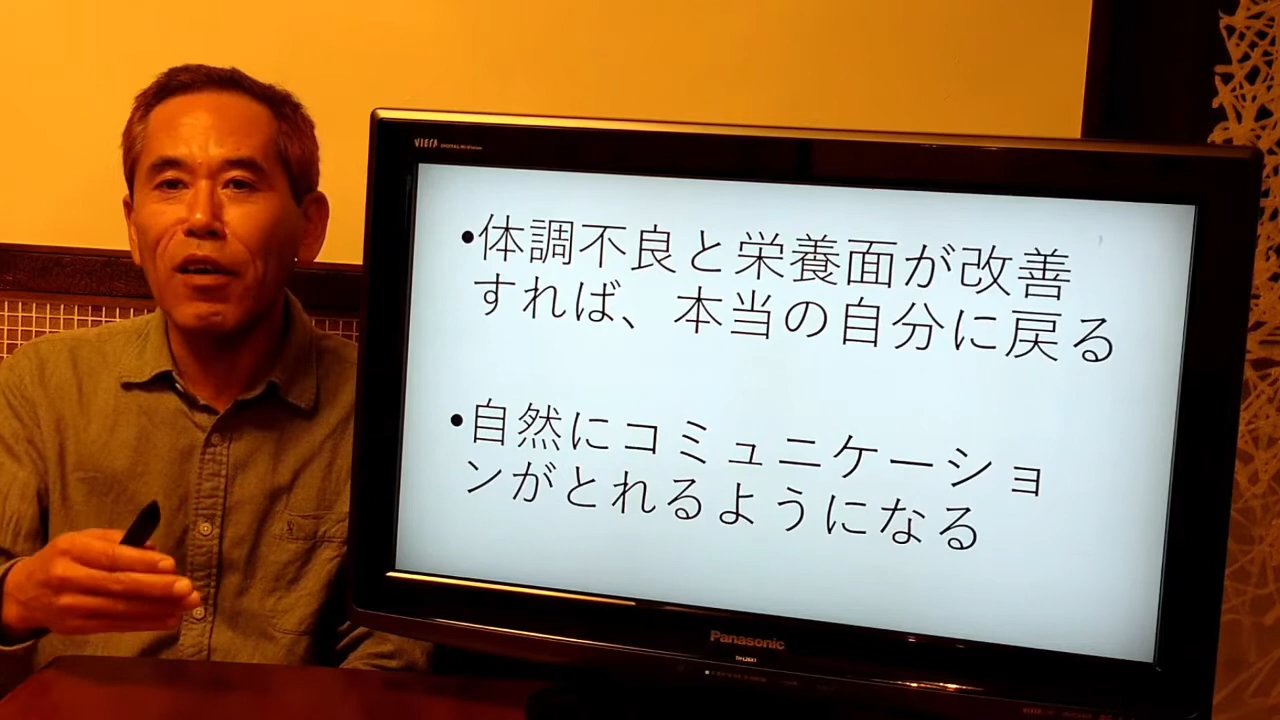 VIERA
•体調不良と栄養面が改善
すれば、本当の自分に戻る
•自然にコミュニケーショ
ンがとれるようになる
Panasonic